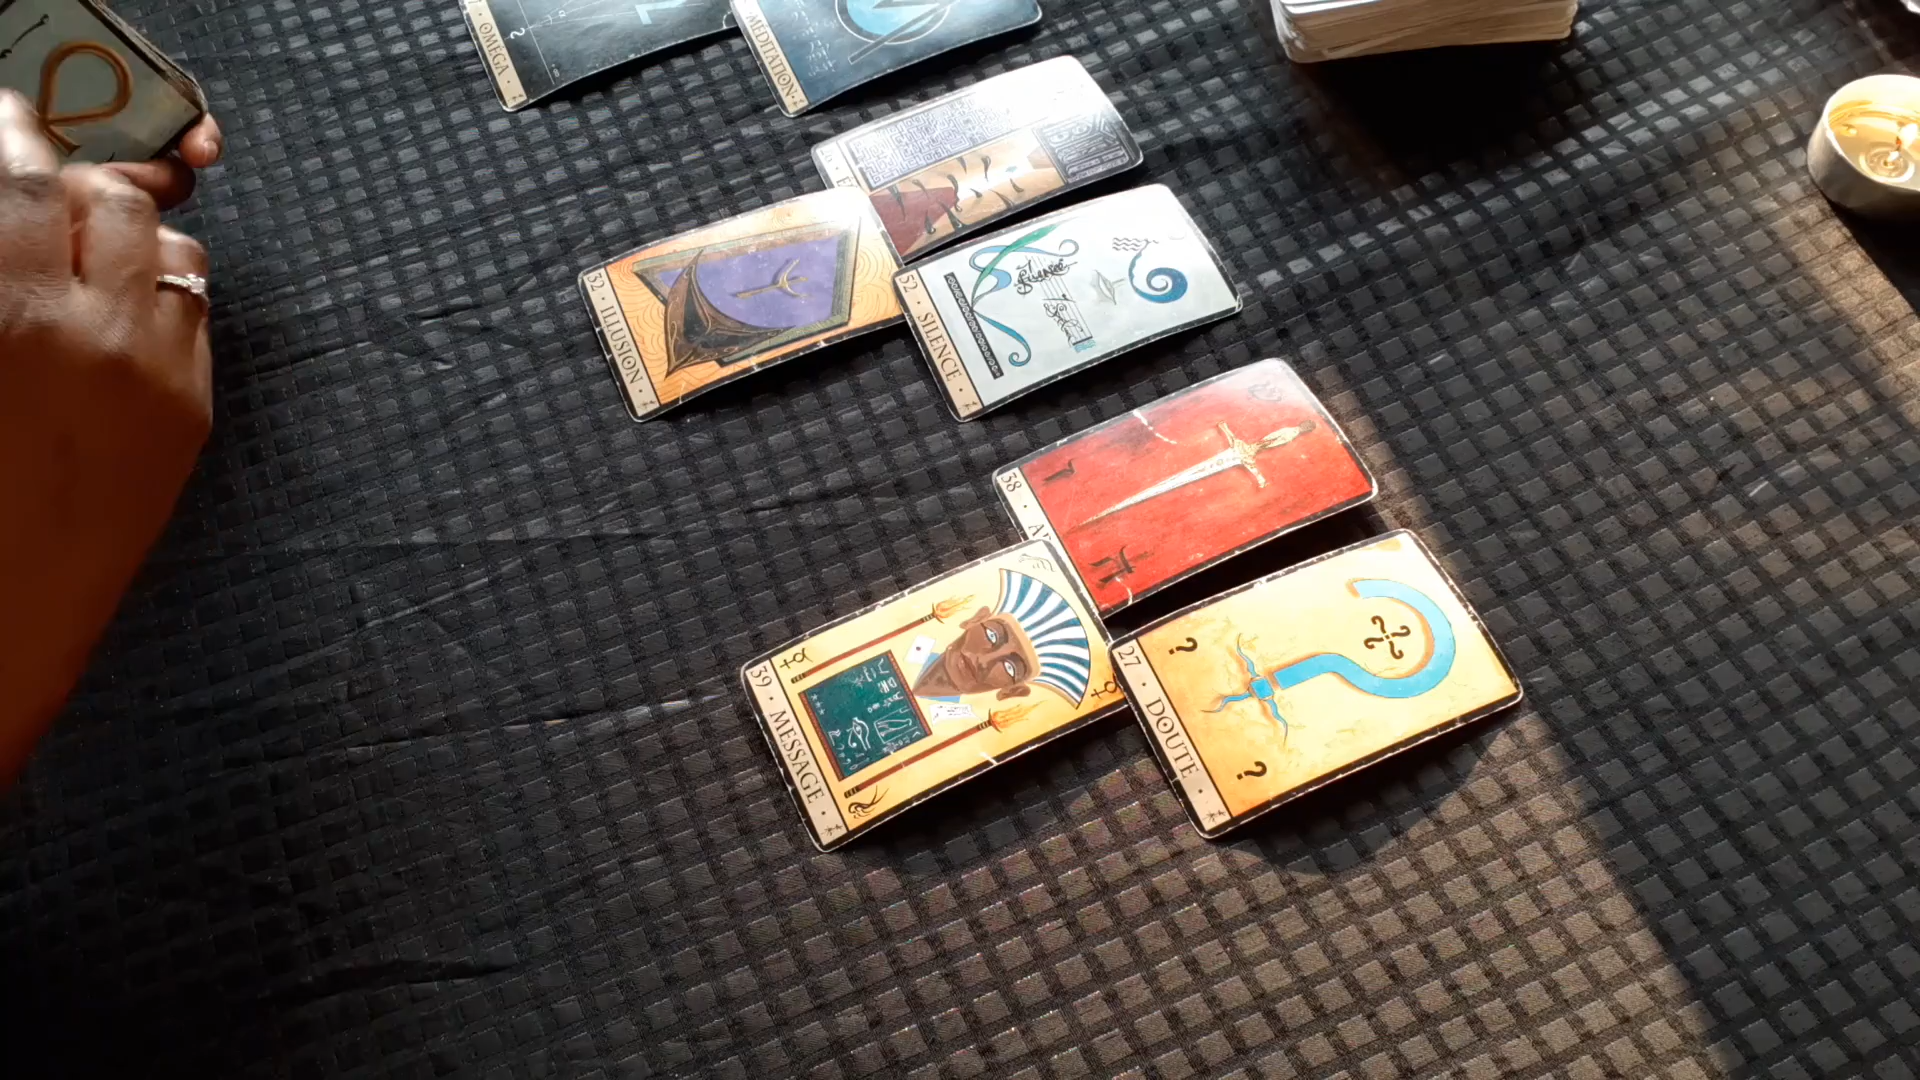 OMEGA ·
MEDITATION ·
32 · ILLUSION ·
52 · SILENCE ·
Silence
58 · A
39 · MESSAGE ·
27 · DOUTE ·
? ?